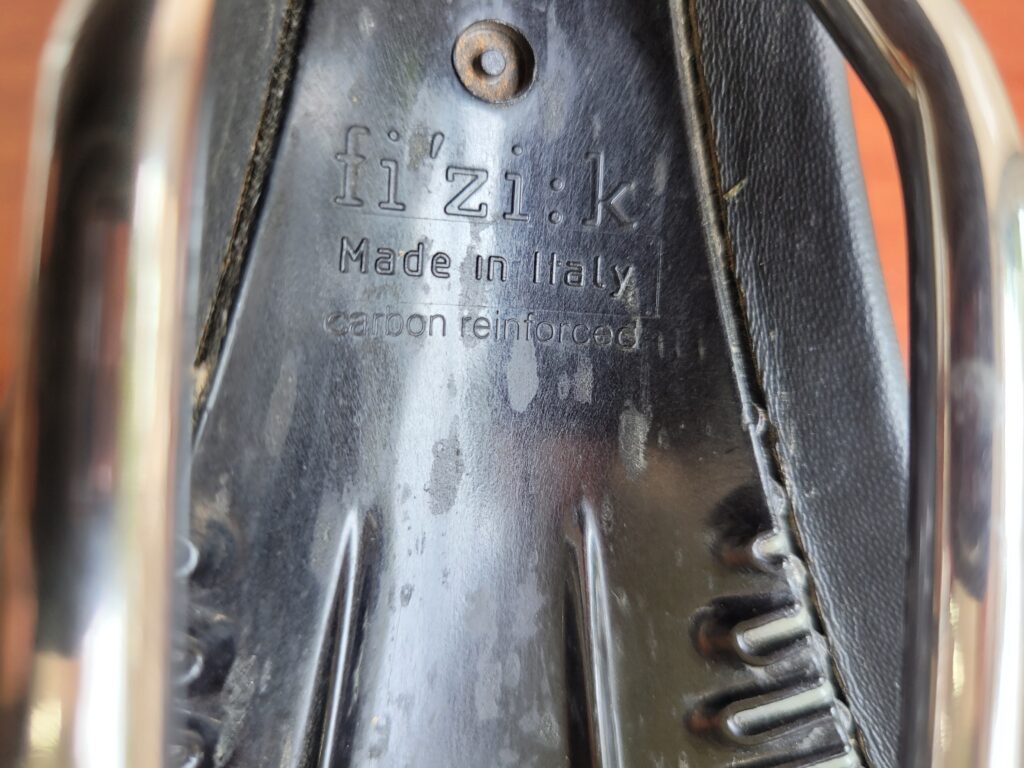 fi'zi:k
Made in Italy
carbon reinforced